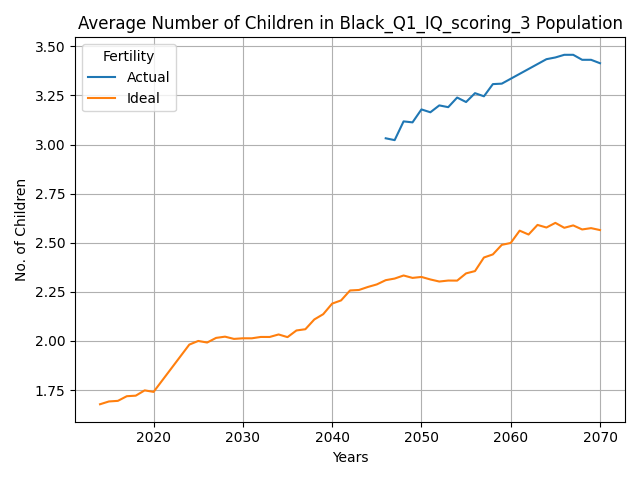 Average Number of Children in Black_Q1_IQ_scoring_3 Population
Fertility
Actual
Ideal
No. of Children
3.50
3.25
3.00
2.75
2.50
2.25
2.00
1.75
2020 2030 2040 2050 2060 2070
Years